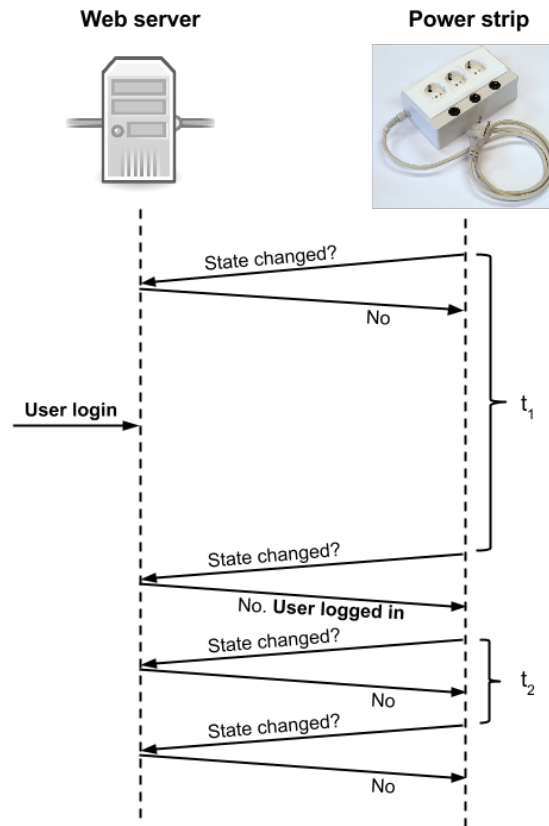 Web server
Power strip
State changed?
No
User login
t1
State changed?
No. User logged in
State changed?
No
t2
State changed?
No